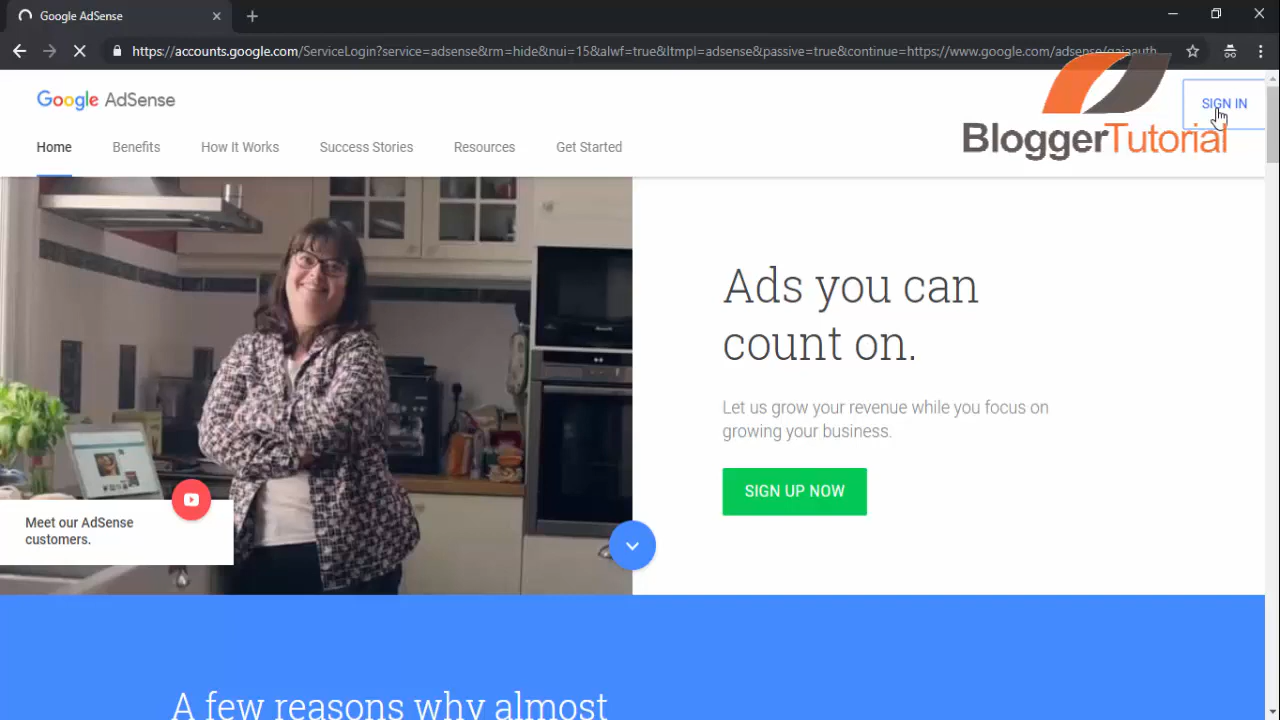 Google AdSense
https://accounts.google.com/ServiceLogin?service=adsense&rm=hide&nui=15&alwf=true&ltmpl=adsense&passive=true&continue=https://www.google.com/adsense/gaiaauth
Google AdSense
SIGN IN
BloggerTutorial
Home
Benefits
How It Works
Success Stories
Resources
Get Started
Ads you can
count on.
Let us grow your revenue while you focus on
growing your business.
SIGN UP NOW
Meet our AdSense
customers.
A few reasons why almost